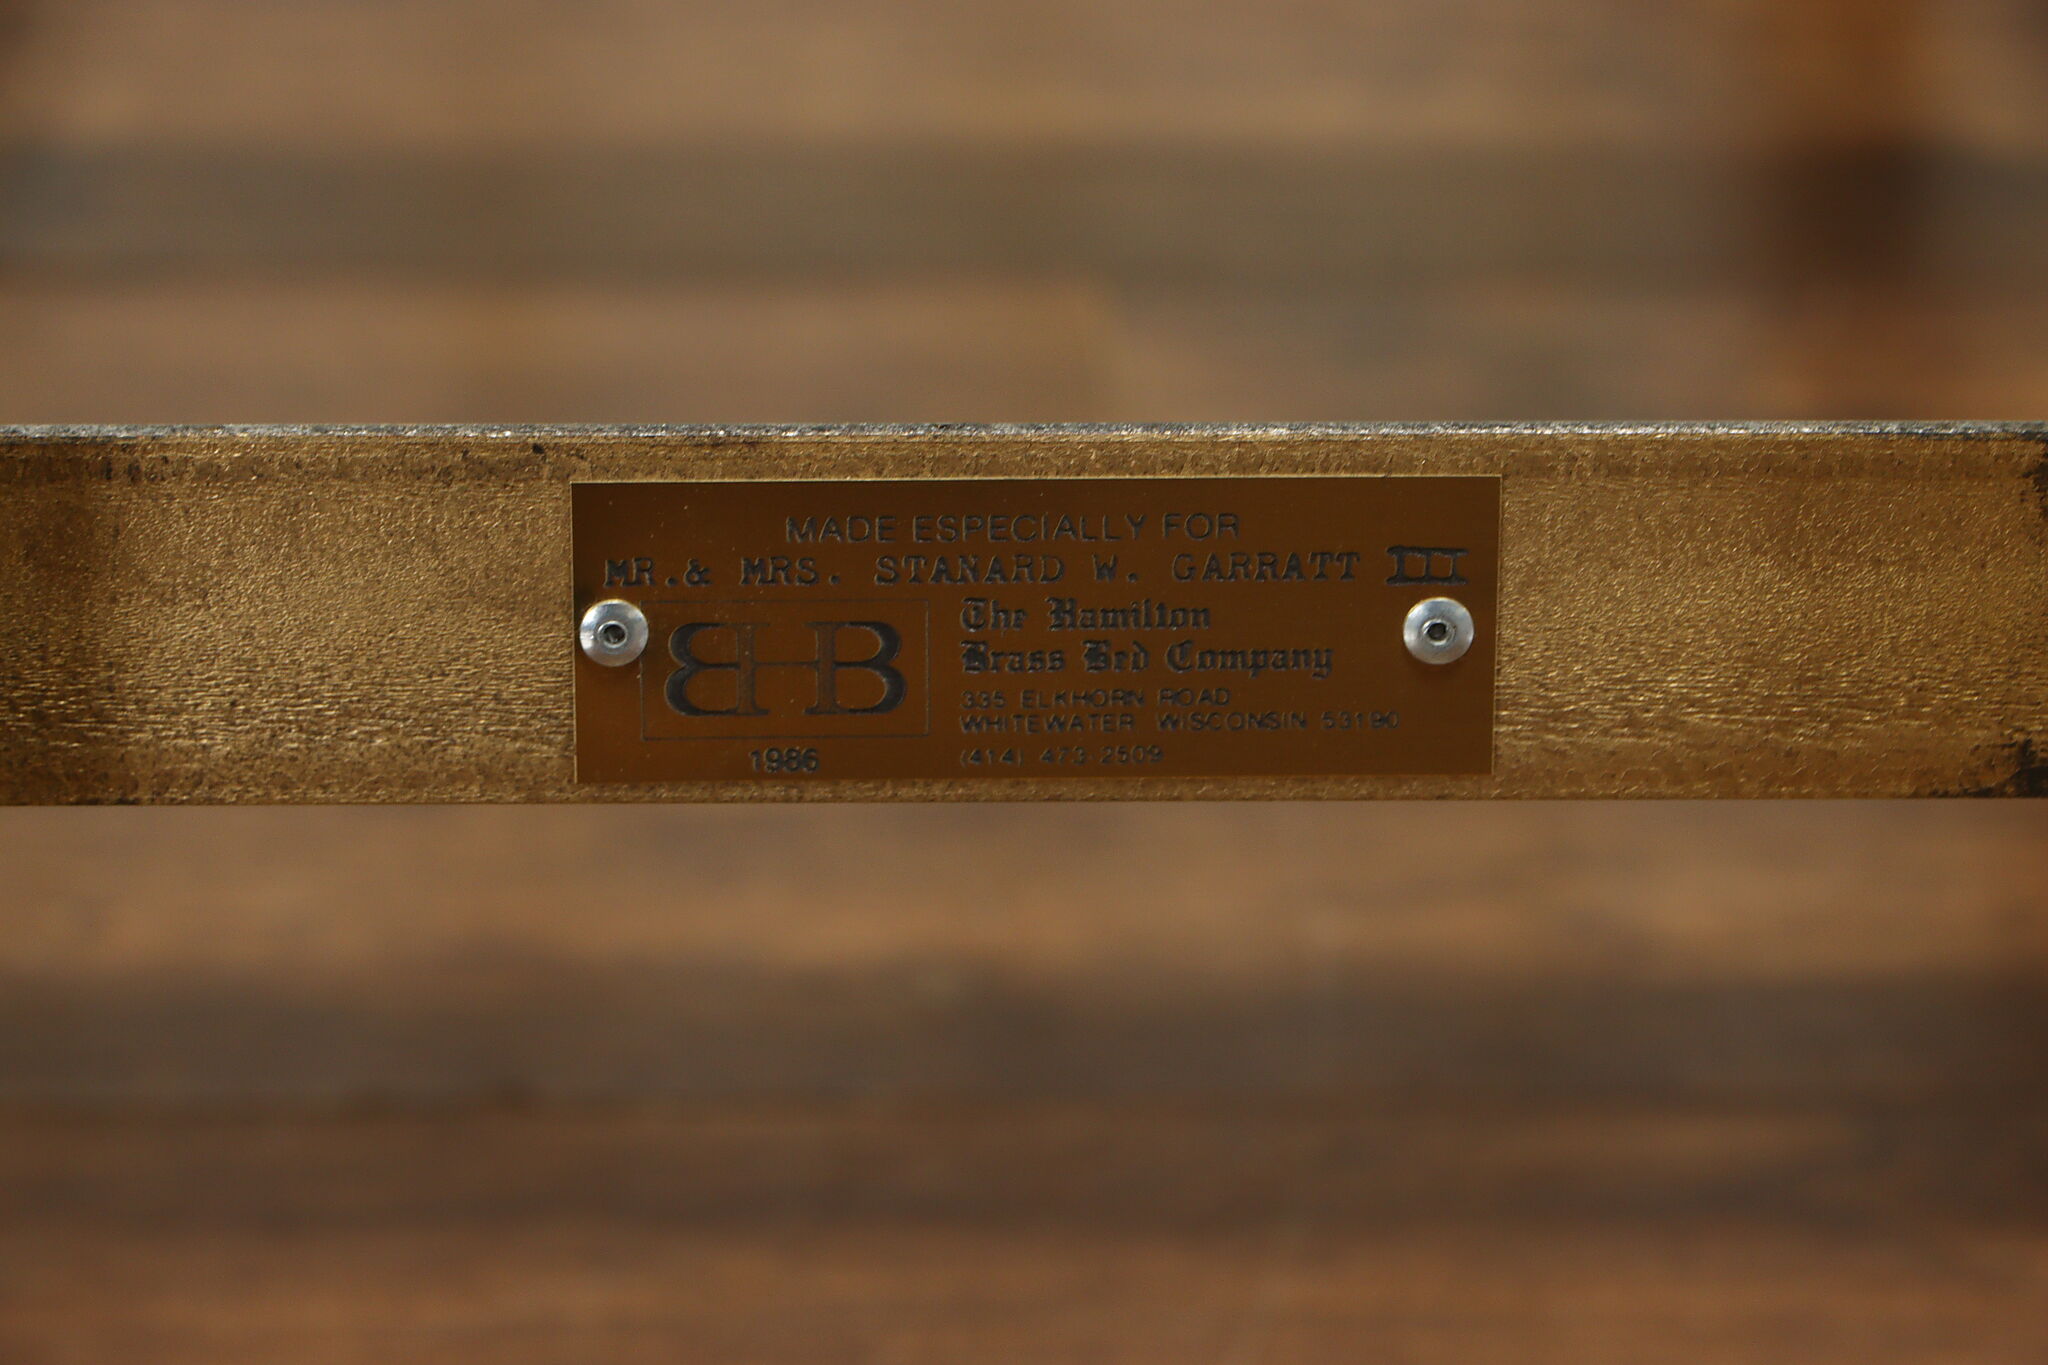 MADE ESPECIALLY FOR
MR.& MRS. STANARD W. GARRATT III
BHB
The Hamilton
Brass Bed Company
335 ELKHORN ROAD
WHITEWATER, WISCONSIN 53190
1986
(414) 473-2509